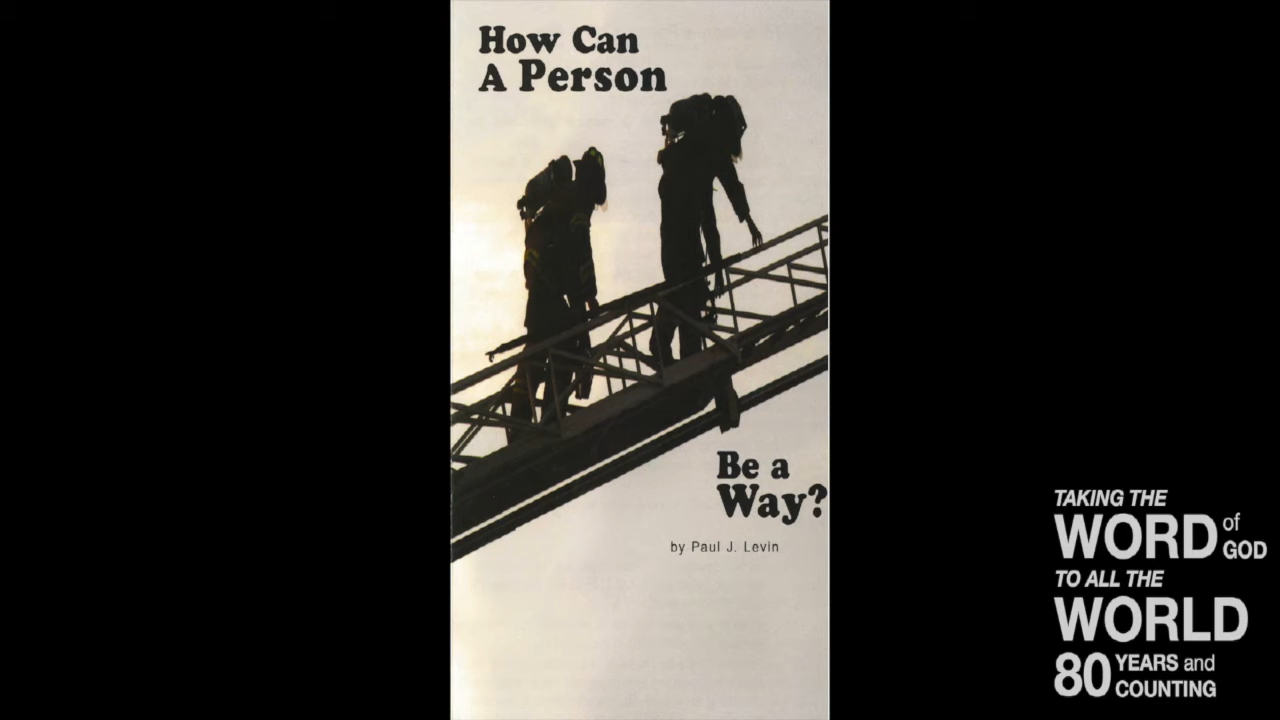 How Can
A Person
Be a
Way?
by Paul J. Levin
TAKING THE
WORD of
GOD
TO ALL THE
WORLD
80 YEARS and
COUNTING